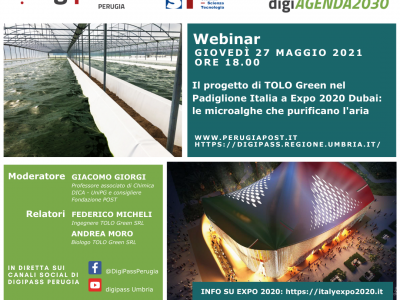 PERUGIA
Scienza
Tecnologia
digiAGENDA2030
Webinar
GIOVEDÌ 27 MAGGIO 2021
ORE 18.00
Il progetto di TOLO Green nel
Padiglione Italia a Expo 2020 Dubai:
le microalghe che purificano l'aria
WWW.PERUGIAPOST.IT
HTTPS://DIGIPASS.REGIONE.UMBRIA.IT/
Moderatore GIACOMO GIORGI
Professore associato di Chimica
DICA - UniPG e consigliere
Fondazione POST
Relatori FEDERICO MICHELI
Ingegnere TOLO Green SRL
ANDREA MORO
Biologo TOLO Green SRL
IN DIRETTA SUI
CANALI SOCIAL DI
DIGIPASS PERUGIA
@DigiPassPerugia
digipass Umbria
INFO SU EXPO 2020: https://italyexpo2020.it